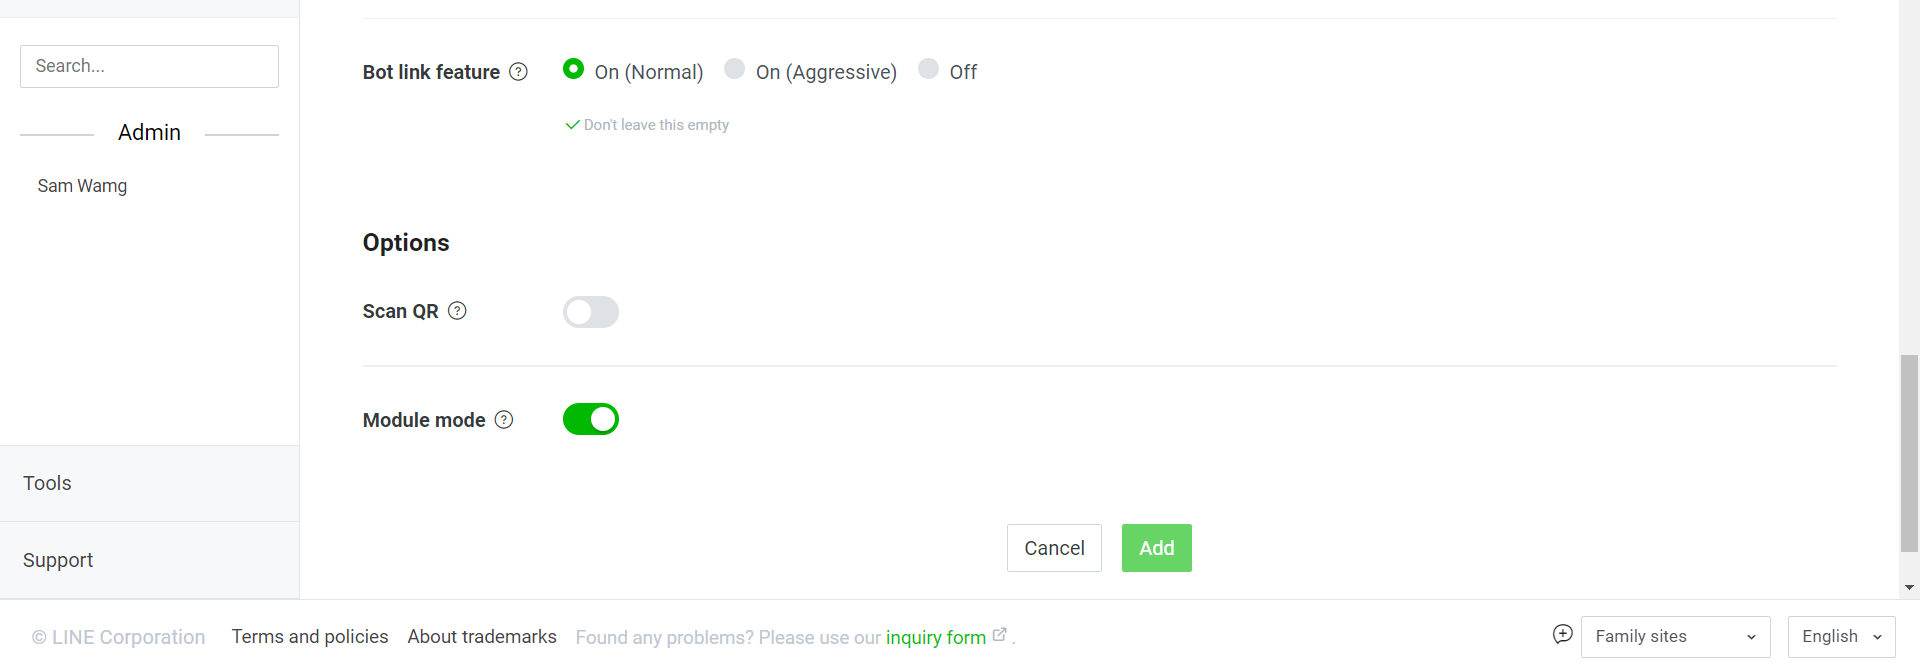 Search...
Admin
Sam Wamg
Tools
Support
Bot link feature ? On (Normal) On (Aggressive) Off
Don't leave this empty
Options
Scan QR ?
Module mode ?
Cancel Add
© LINE Corporation Terms and policies About trademarks Found any problems? Please use our inquiry form . Family sites English